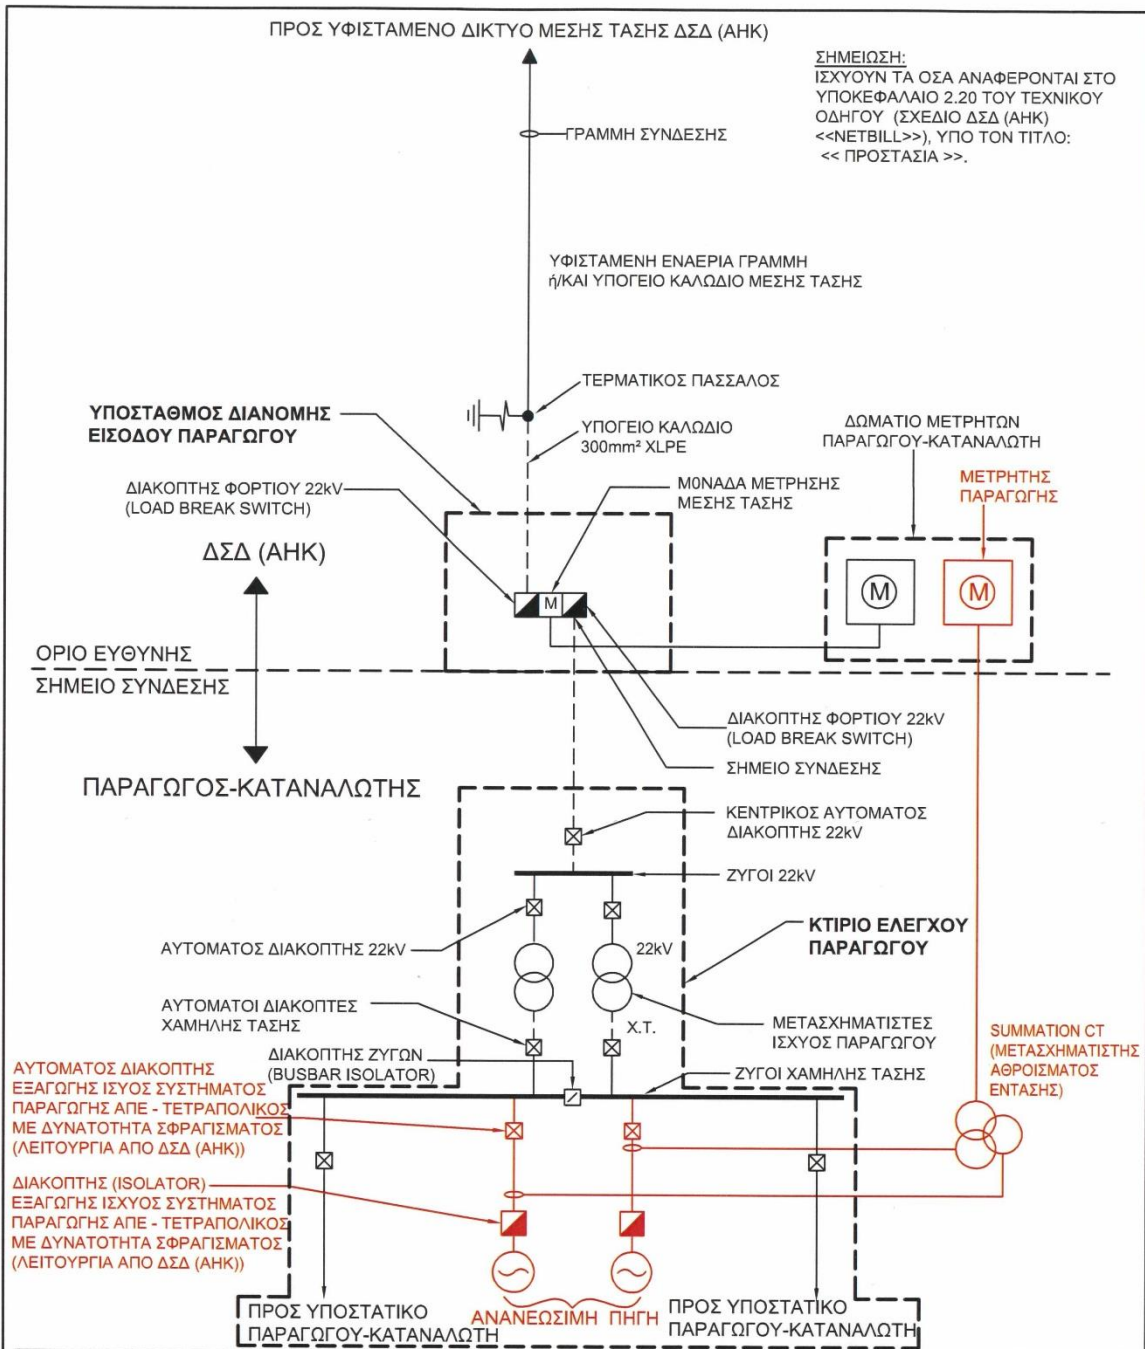 ΠΡΟΣ ΥΦΙΣΤΑΜΕΝΟ ΔΙΚΤΥΟ ΜΕΣΗΣ ΤΑΣΗΣ ΔΣΔ (ΑΗΚ)
ΣΗΜΕΙΩΣΗ:
ΙΣΧΥΟΥΝ ΤΑ ΟΣΑ ΑΝΑΦΕΡΟΝΤΑΙ ΣΤΟ
ΥΠΟΚΕΦΑΛΑΙΟ 2.20 ΤΟΥ ΤΕΧΝΙΚΟΥ
ΟΔΗΓΟΥ (ΣΧΕΔΙΟ ΔΣΔ (ΑΗΚ)
<<NETBILL>>), ΥΠΟ ΤΟΝ ΤΙΤΛΟ:
<< ΠΡΟΣΤΑΣΙΑ >>.
ΓΡΑΜΜΗ ΣΥΝΔΕΣΗΣ
ΥΦΙΣΤΑΜΕΝΗ ΕΝΑΕΡΙΑ ΓΡΑΜΜΗ
ή/ΚΑΙ ΥΠΟΓΕΙΟ ΚΑΛΩΔΙΟ ΜΕΣΗΣ ΤΑΣΗΣ
ΤΕΡΜΑΤΙΚΟΣ ΠΑΣΣΑΛΟΣ
ΥΠΟΣΤΑΘΜΟΣ ΔΙΑΝΟΜΗΣ
ΕΙΣΟΔΟΥ ΠΑΡΑΓΩΓΟΥ
ΥΠΟΓΕΙΟ ΚΑΛΩΔΙΟ
300mm² XLPE
ΔΩΜΑΤΙΟ ΜΕΤΡΗΤΩΝ
ΠΑΡΑΓΩΓΟΥ-ΚΑΤΑΝΑΛΩΤΗ
ΜΕΤΡΗΤΗΣ
ΠΑΡΑΓΩΓΗΣ
ΔΙΑΚΟΠΤΗΣ ΦΟΡΤΙΟΥ 22kV
(LOAD BREAK SWITCH)
Μ0ΝΑΔΑ ΜΕΤΡΗΣΗΣ
ΜΕΣΗΣ ΤΑΣΗΣ
ΔΣΔ (ΑΗΚ)
M
M
M
ΟΡΙΟ ΕΥΘΥΝΗΣ
ΣΗΜΕΙΟ ΣΥΝΔΕΣΗΣ
ΔΙΑΚΟΠΤΗΣ ΦΟΡΤΙΟΥ 22kV
(LOAD BREAK SWITCH)
ΣΗΜΕΙΟ ΣΥΝΔΕΣΗΣ
ΠΑΡΑΓΩΓΟΣ-ΚΑΤΑΝΑΛΩΤΗΣ
ΚΕΝΤΡΙΚΟΣ ΑΥΤΟΜΑΤΟΣ
ΔΙΑΚΟΠΤΗΣ 22kV
ΖΥΓΟΙ 22kV
ΚΤΙΡΙΟ ΕΛΕΓΧΟΥ
ΠΑΡΑΓΩΓΟΥ
ΑΥΤΟΜΑΤΟΣ ΔΙΑΚΟΠΤΗΣ 22kV
22kV
ΑΥΤΟΜΑΤΟΙ ΔΙΑΚΟΠΤΕΣ
ΧΑΜΗΛΗΣ ΤΑΣΗΣ
Χ.Τ.
ΜΕΤΑΣΧΗΜΑΤΙΣΤΕΣ
ΙΣΧΥΟΣ ΠΑΡΑΓΩΓΟΥ
SUMMATION CT
(ΜΕΤΑΣΧΗΜΑΤΙΣΤΗΣ
ΑΘΡΟΙΣΜΑΤΟΣ
ΕΝΤΑΣΗΣ)
ΔΙΑΚΟΠΤΗΣ ΖΥΓΩΝ
(BUSBAR ISOLATOR)
ΖΥΓΟΙ ΧΑΜΗΛΗΣ ΤΑΣΗΣ
ΑΥΤΟΜΑΤΟΣ ΔΙΑΚΟΠΤΗΣ
ΕΞΑΓΩΓΗΣ ΙΣΥΟΣ ΣΥΣΤΗΜΑΤΟΣ
ΠΑΡΑΓΩΓΗΣ ΑΠΕ - ΤΕΤΡΑΠΟΛΙΚΟΣ
ΜΕ ΔΥΝΑΤΟΤΗΤΑ ΣΦΡΑΓΙΣΜΑΤΟΣ
(ΛΕΙΤΟΥΡΓΙΑ ΑΠΟ ΔΣΔ (ΑΗΚ))
ΔΙΑΚΟΠΤΗΣ (ISOLATOR)
ΕΞΑΓΩΓΗΣ ΙΣΧΥΟΣ ΣΥΣΤΗΜΑΤΟΣ
ΠΑΡΑΓΩΓΗΣ ΑΠΕ - ΤΕΤΡΑΠΟΛΙΚΟΣ
ΜΕ ΔΥΝΑΤΟΤΗΤΑ ΣΦΡΑΓΙΣΜΑΤΟΣ
(ΛΕΙΤΟΥΡΓΙΑ ΑΠΟ ΔΣΔ (ΑΗΚ))
ΠΡΟΣ ΥΠΟΣΤΑΤΙΚΟ
ΠΑΡΑΓΩΓΟΥ-ΚΑΤΑΝΑΛΩΤΗ
ΑΝΑΝΕΩΣΙΜΗ ΠΗΓΗ
ΠΡΟΣ ΥΠΟΣΤΑΤΙΚΟ
ΠΑΡΑΓΩΓΟΥ-ΚΑΤΑΝΑΛΩΤΗ